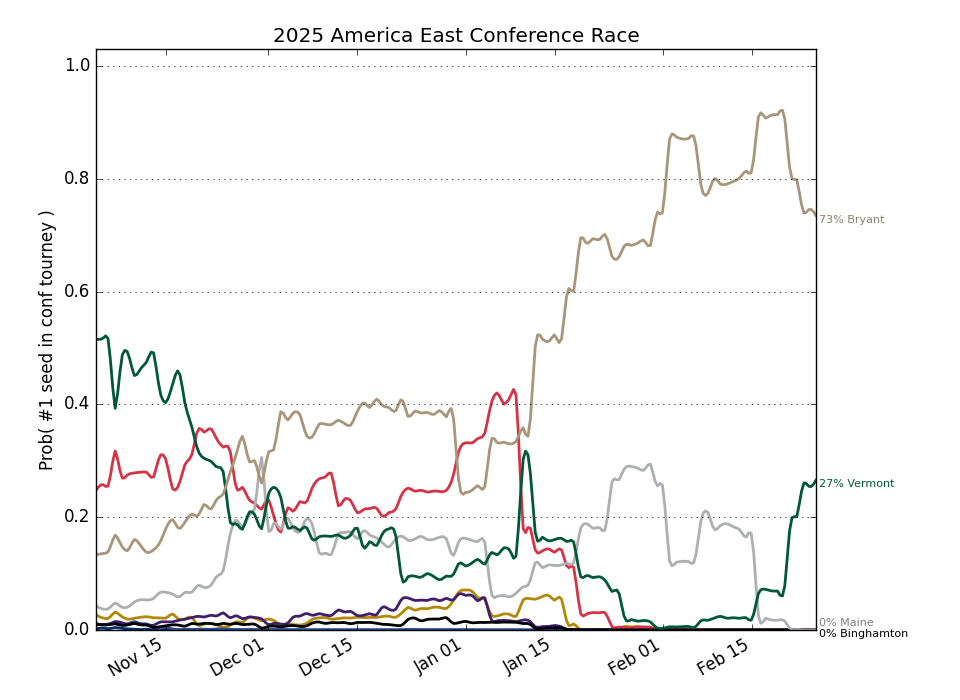 2025 America East Conference Race
Prob( #1 seed in conf tourney )
1.0
0.8
0.6
0.4
0.2
0.0
73% Bryant
27% Vermont
0% Maine
0% Binghamton
Nov 15
Dec 01
Dec 15
Jan 01
Jan 15
Feb 01
Feb 15